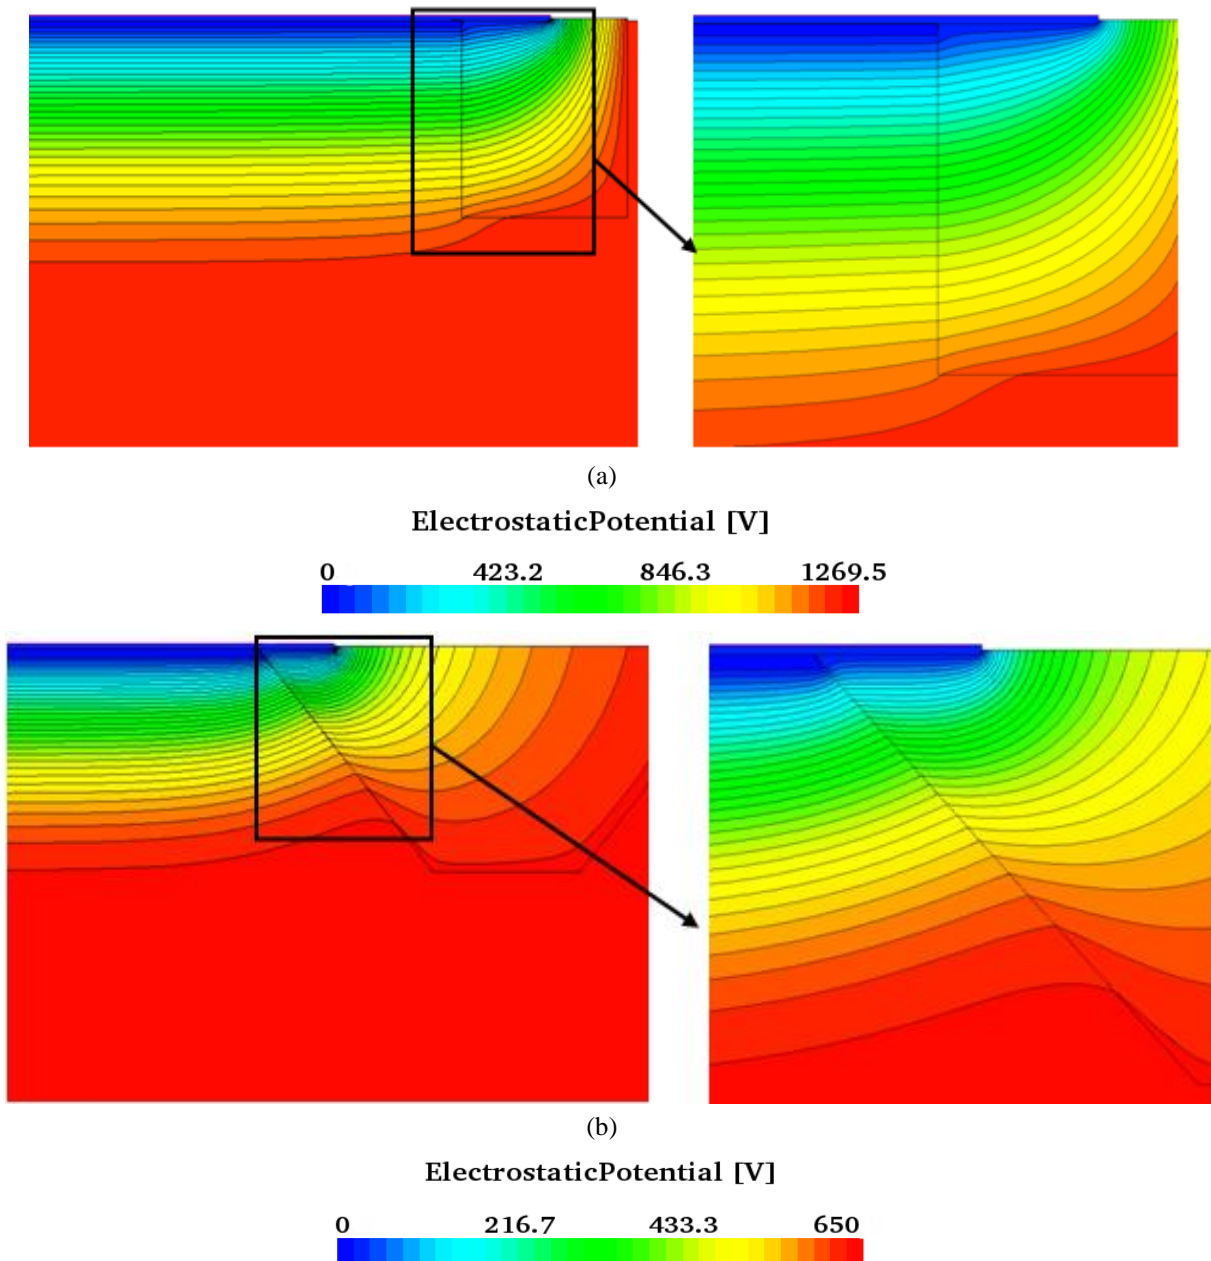 (a)
ElectrostaticPotential [V]
0 423.2 846.3 1269.5
(b)
ElectrostaticPotential [V]
0 216.7 433.3 650